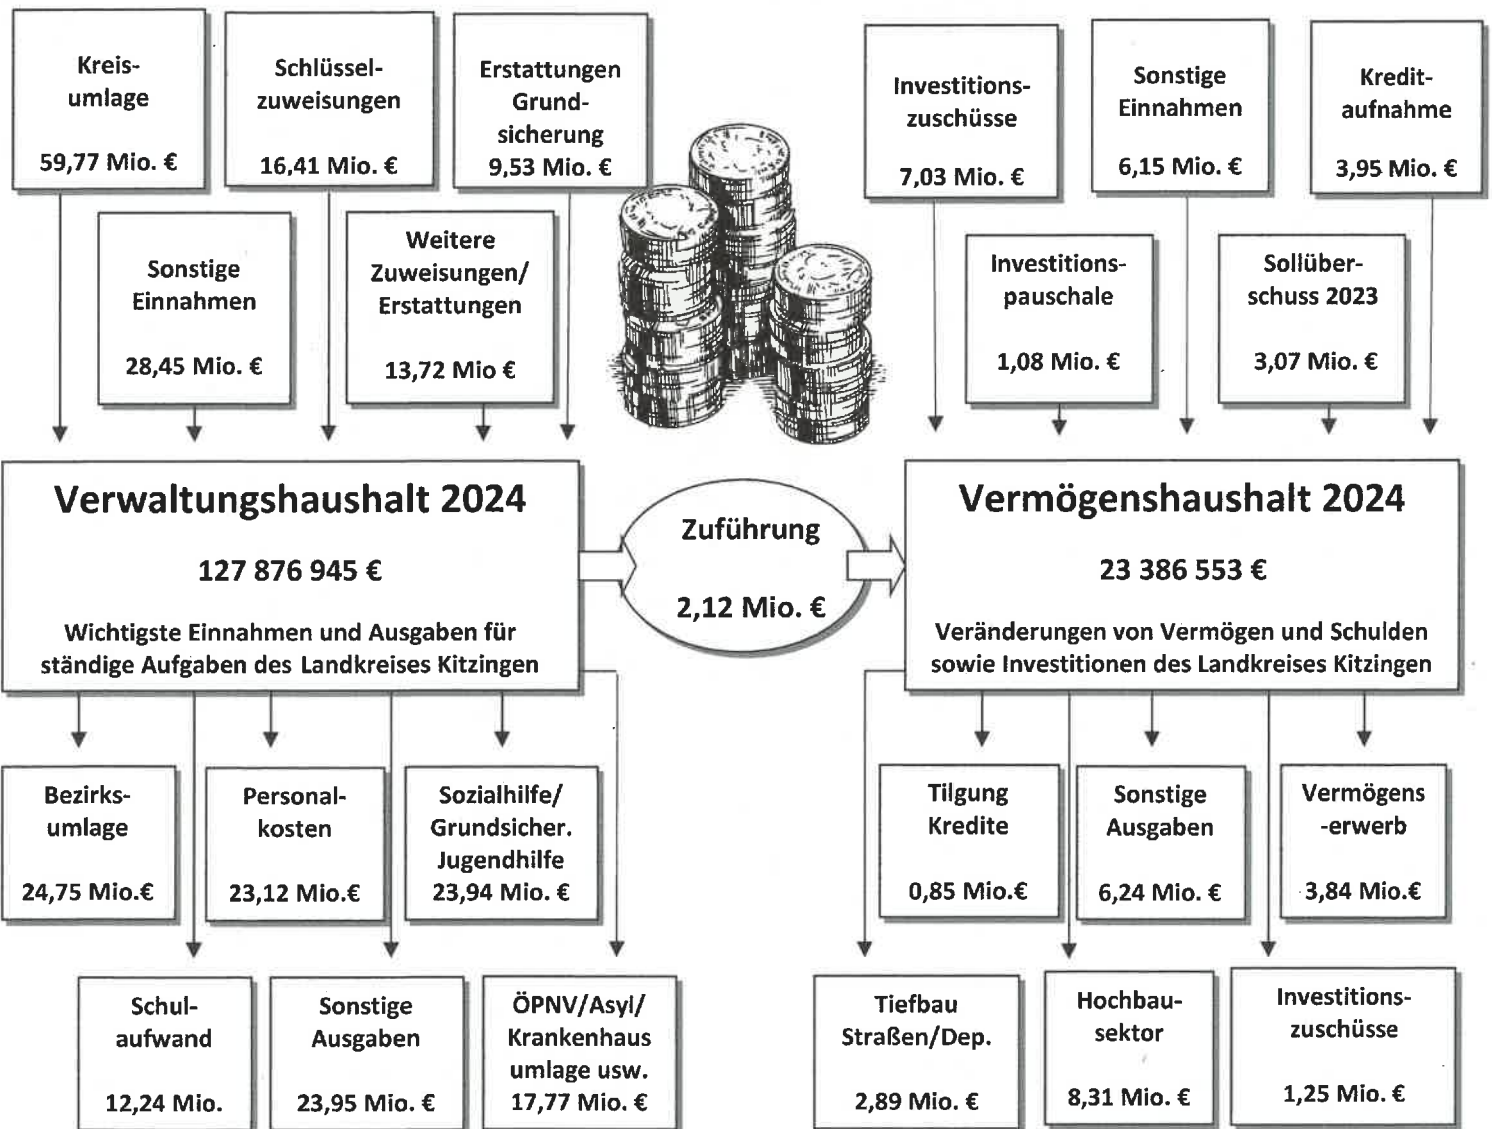 Kreis-
umlage
59,77 Mio. €
Schlüssel-
zuweisungen
16,41 Mio. €
Erstattungen
Grund-
sicherung
9,53 Mio. €
Investitions-
zuschüsse
7,03 Mio. €
Sonstige
Einnahmen
6,15 Mio. €
Kredit-
aufnahme
3,95 Mio. €
Sonstige
Einnahmen
28,45 Mio. €
Weitere
Zuweisungen/
Erstattungen
13,72 Mio €
Investitions-
pauschale
1,08 Mio. €
Sollüber-
schuss 2023
3,07 Mio. €
Verwaltungshaushalt 2024
127 876 945 €
Wichtigste Einnahmen und Ausgaben für
ständige Aufgaben des Landkreises Kitzingen
Zuführung
2,12 Mio. €
Vermögenshaushalt 2024
23 386 553 €
Veränderungen von Vermögen und Schulden
sowie Investitionen des Landkreises Kitzingen
Bezirks-
umlage
24,75 Mio.€
Personal-
kosten
23,12 Mio.€
Sozialhilfe/
Grundsicher.
Jugendhilfe
23,94 Mio. €
Tilgung
Kredite
0,85 Mio.€
Sonstige
Ausgaben
6,24 Mio. €
Vermögens
-erwerb
3,84 Mio.€
Schul-
aufwand
12,24 Mio.
Sonstige
Ausgaben
23,95 Mio. €
ÖPNV/Asyl/
Krankenhaus
umlage usw.
17,77 Mio. €
Tiefbau
Straßen/Dep.
2,89 Mio. €
Hochbau-
sektor
8,31 Mio. €
Investitions-
zuschüsse
1,25 Mio. €